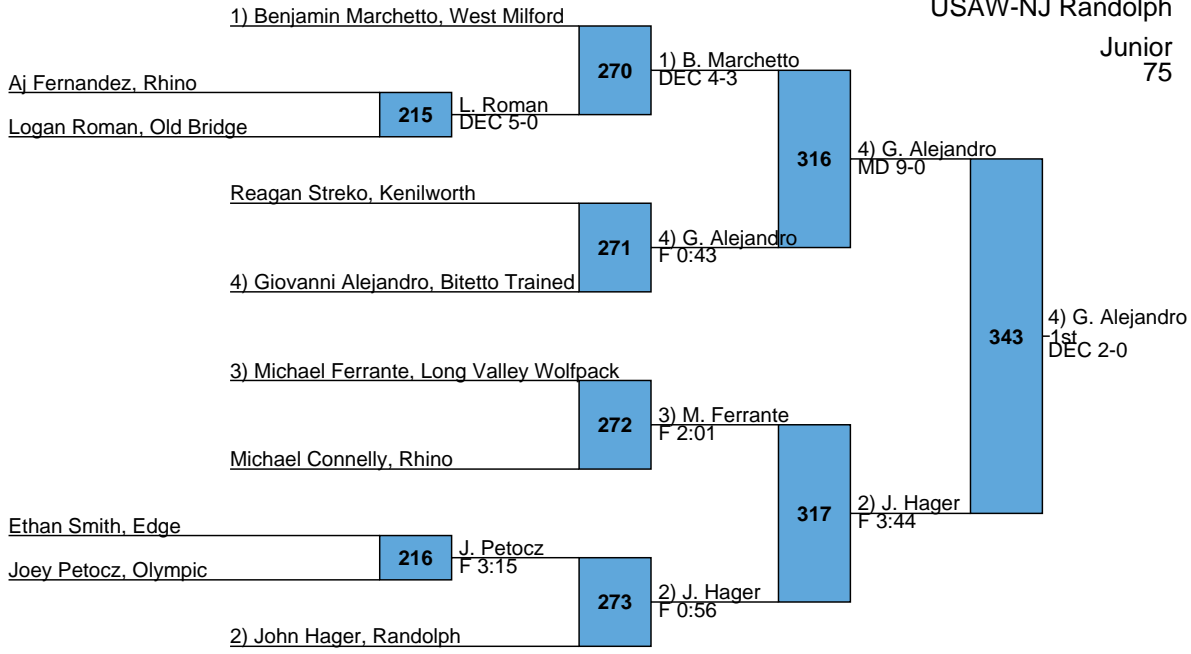 USAW-NJ Randolph
Junior
75
1) Benjamin Marchetto, West Milford
270
1) B. Marchetto
DEC 4-3
Aj Fernandez, Rhino
215
L. Roman
DEC 5-0
Logan Roman, Old Bridge
316
4) G. Alejandro
MD 9-0
Reagan Streko, Kenilworth
271
4) G. Alejandro
F 0:43
4) Giovanni Alejandro, Bitetto Trained
343
4) G. Alejandro
1st
DEC 2-0
3) Michael Ferrante, Long Valley Wolfpack
272
3) M. Ferrante
F 2:01
Michael Connelly, Rhino
317
2) J. Hager
F 3:44
Ethan Smith, Edge
216
J. Petocz
F 3:15
Joey Petocz, Olympic
273
2) J. Hager
F 0:56
2) John Hager, Randolph